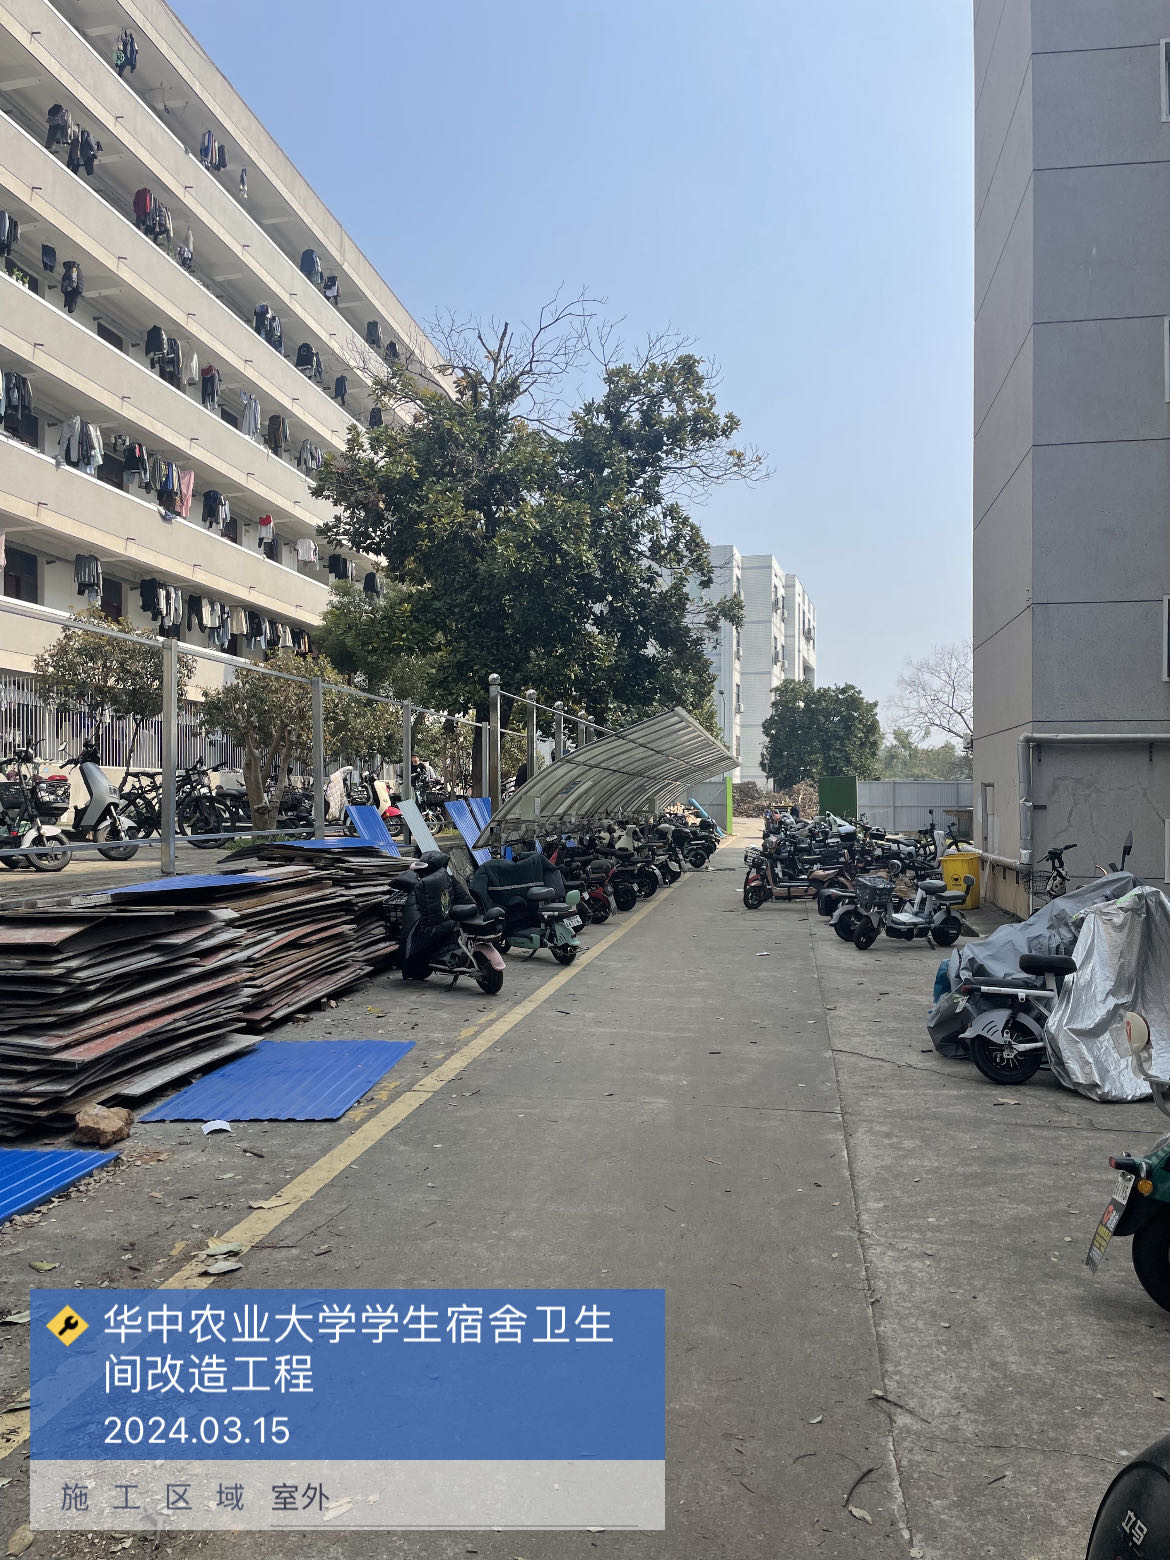 华中农业大学学生宿舍卫生
间改造工程
2024.03.15
施工区域 室外